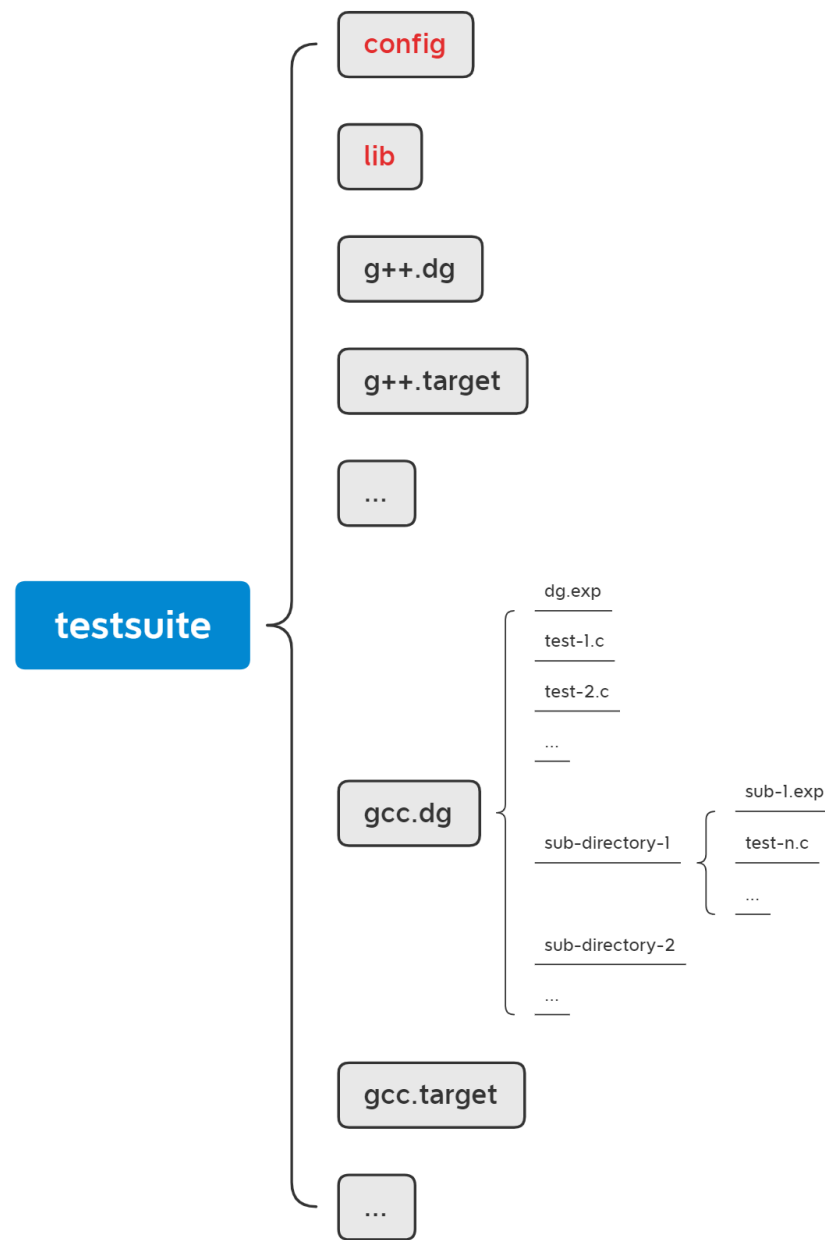 config
lib
g++.dg
g++.target
...
testsuite
dg.exp
test-1.c
test-2.c
...
gcc.dg
sub-1.exp
sub-directory-1
test-n.c
...
sub-directory-2
...
gcc.target
...